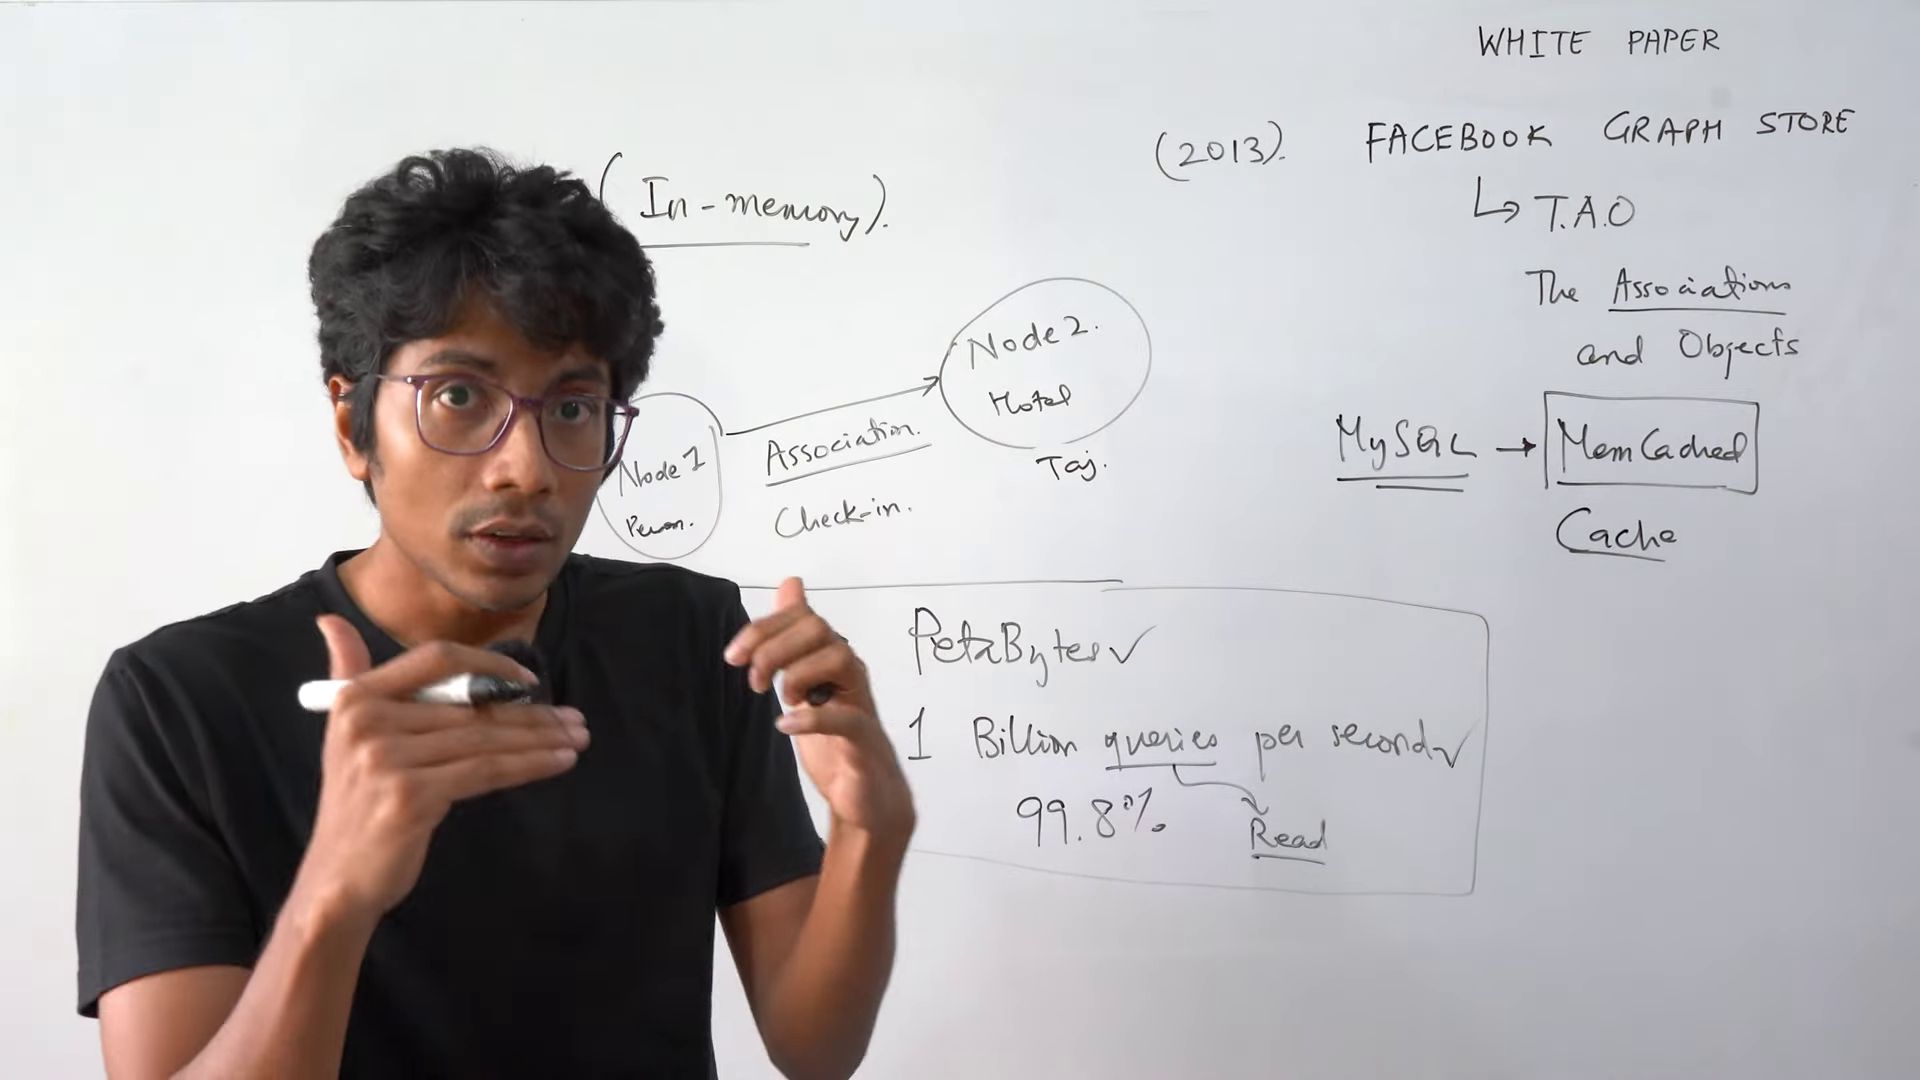 WHITE PAPER
(2013). FACEBOOK GRAPH STORE
T.A.O
The Associations
and Objects
MySQL → MemCached
Cache
(In-memory).
Node 2.
Hotel
Taj.
Node 1
Person.
Association.
Check-in.
PetaBytes ✓
1 Billion queries per second ✓
99.8%
Read